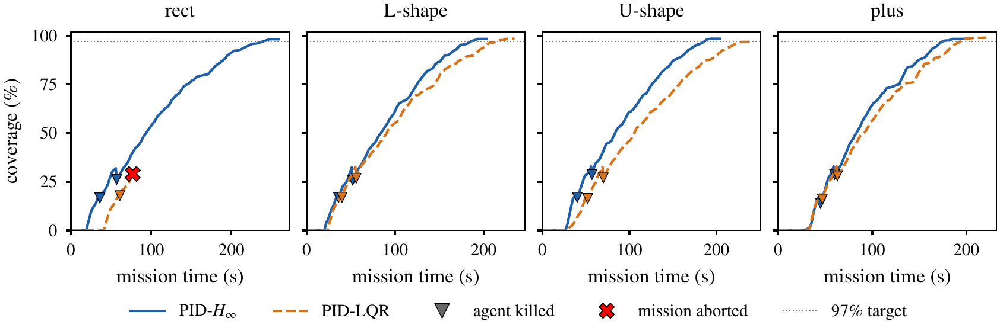 rect L-shape U-shape plus
100
75
50
25
0
coverage (%)
0 100 200 0 100 200 0 100 200 0 100 200
mission time (s) mission time (s) mission time (s) mission time (s)
PID-H∞ PID-LQR agent killed mission aborted 97% target